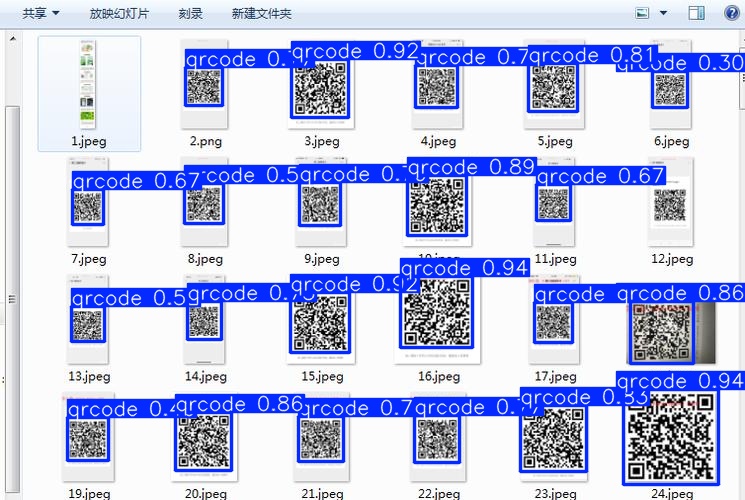 共享 放映幻灯片 刻录 新建文件夹
qrcode 0.92 qrcode 0.7 qrcode 0.81 qrcode 0.30
1.jpeg 2.png 3.jpeg 4.jpeg 5.jpeg 6.jpeg
qrcode 0.67 qrcode 0.5 qrcode 0. qrcode 0.89 qrcode 0.67
7.jpeg 8.jpeg 9.jpeg 10.jpeg 11.jpeg 12.jpeg
qrcode 0.5 qrcode 0.7 qrcode 0.92 qrcode 0.94 qrcode qrcode 0.86
13.jpeg 14.jpeg 15.jpeg 16.jpeg 17.jpeg
qrcode 0.4 qrcode 0.86 qrcode 0.7 qrcode 0. qrcode 0.83 qrcode 0.94
19.jpeg 20.jpeg 21.jpeg 22.jpeg 23.jpeg 24.jpeg